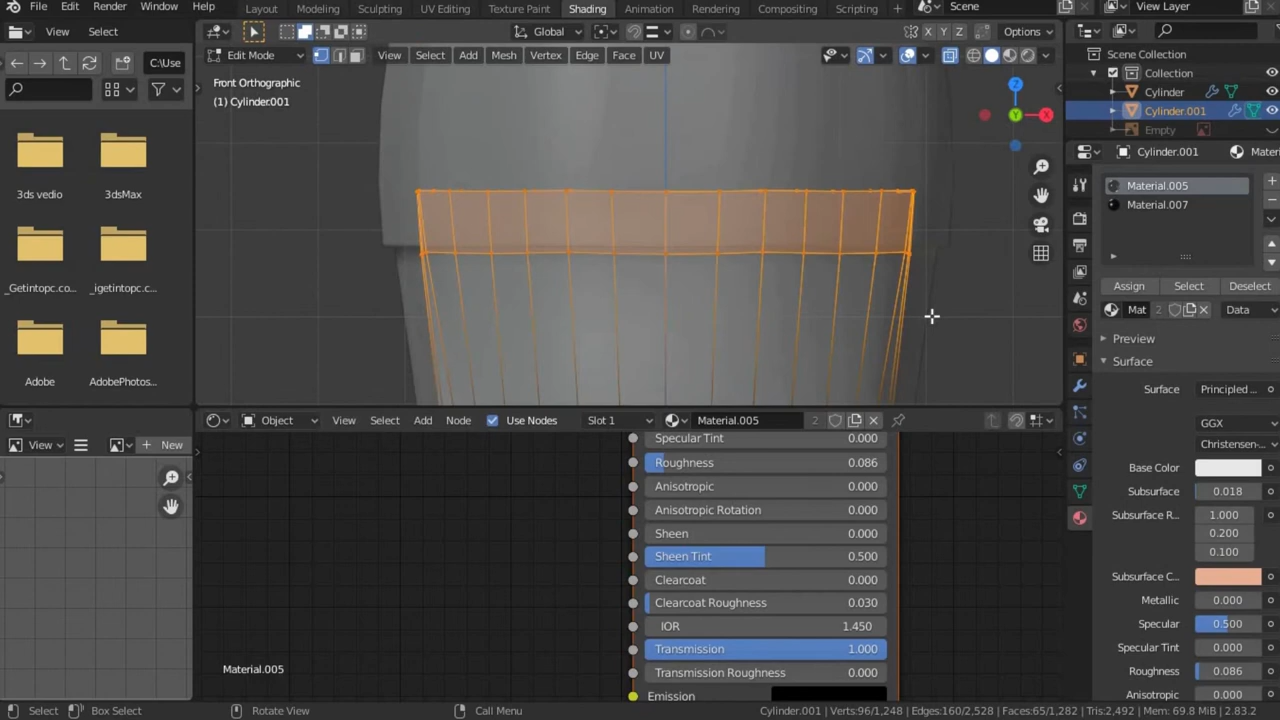 File Edit Render Window Help Layout Modeling Sculpting UV Editing Texture Paint Shading Animation Rendering Compositing Scripting Scene View Layer
View Select Global X Y Z Options
C:\Use Edit Mode View Select Add Mesh Vertex Edge Face UV
Front Orthographic
(1) Cylinder.001
Z
Y
X
3ds vedio 3dsMax
_Getintopc.co... _igetintopc.c...
Adobe AdobePhotos...
Scene Collection
Collection
Cylinder
Cylinder.001
Empty
Cylinder.001 Mater
Material.005
Material.007
Assign Select Deselect
Mat 2 Data
Preview
Surface
Surface Principled ...
GGX
Christensen-...
Base Color
Subsurface 0.018
Subsurface R... 1.000
0.200
0.100
Subsurface C...
Metallic 0.000
Specular 0.500
Specular Tint 0.000
Roughness 0.086
Anisotropic 0.000
View New
Object View Select Add Node Use Nodes Slot 1 Material.005 2
Specular Tint 0.000
Roughness 0.086
Anisotropic 0.000
Anisotropic Rotation 0.000
Sheen 0.000
Sheen Tint 0.500
Clearcoat 0.000
Clearcoat Roughness 0.030
IOR 1.450
Transmission 1.000
Transmission Roughness 0.000
Emission
Material.005
Select Box Select Rotate View Call Menu Cylinder.001 | Verts:96/1,248 | Edges:160/2,528 | Faces:65/1,282 | Tris:2,492 | Mem: 69.8 MiB | 2.83.2